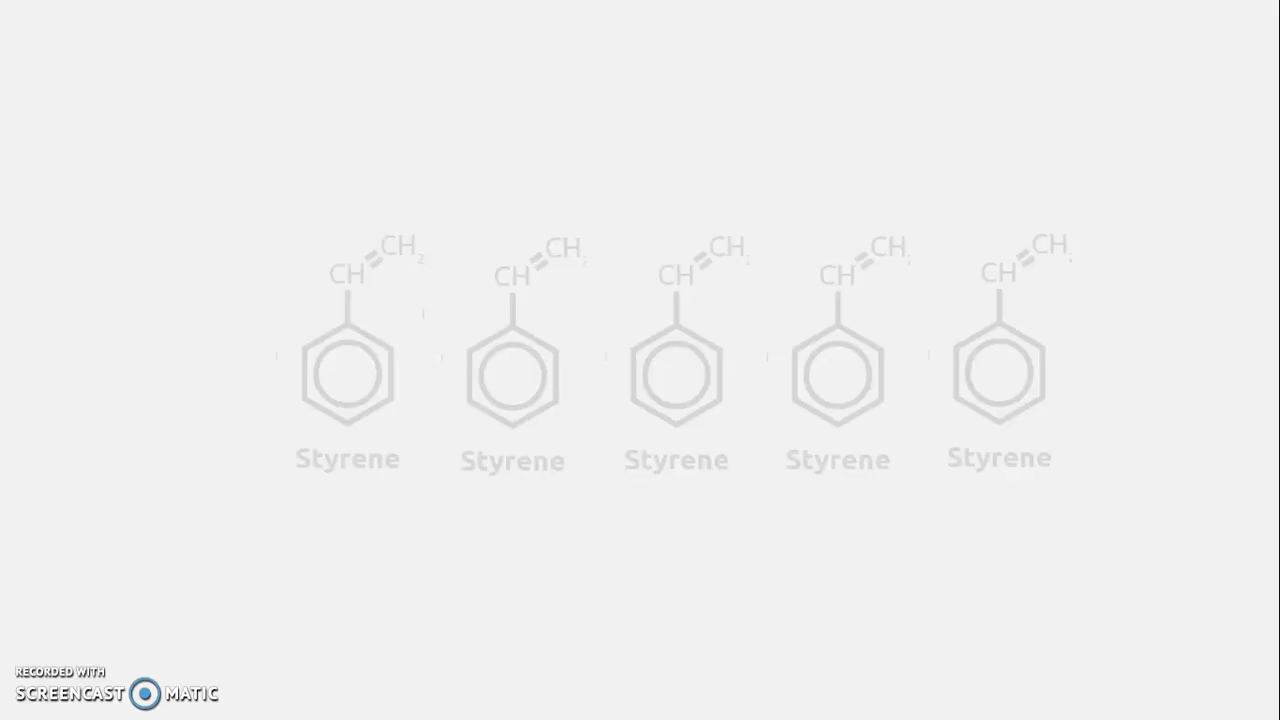 CH₂ CH₂ CH₂ CH₂ CH₂
CH CH CH CH CH
Styrene Styrene Styrene Styrene Styrene
RECORDED WITH
SCREENCAST MATIC